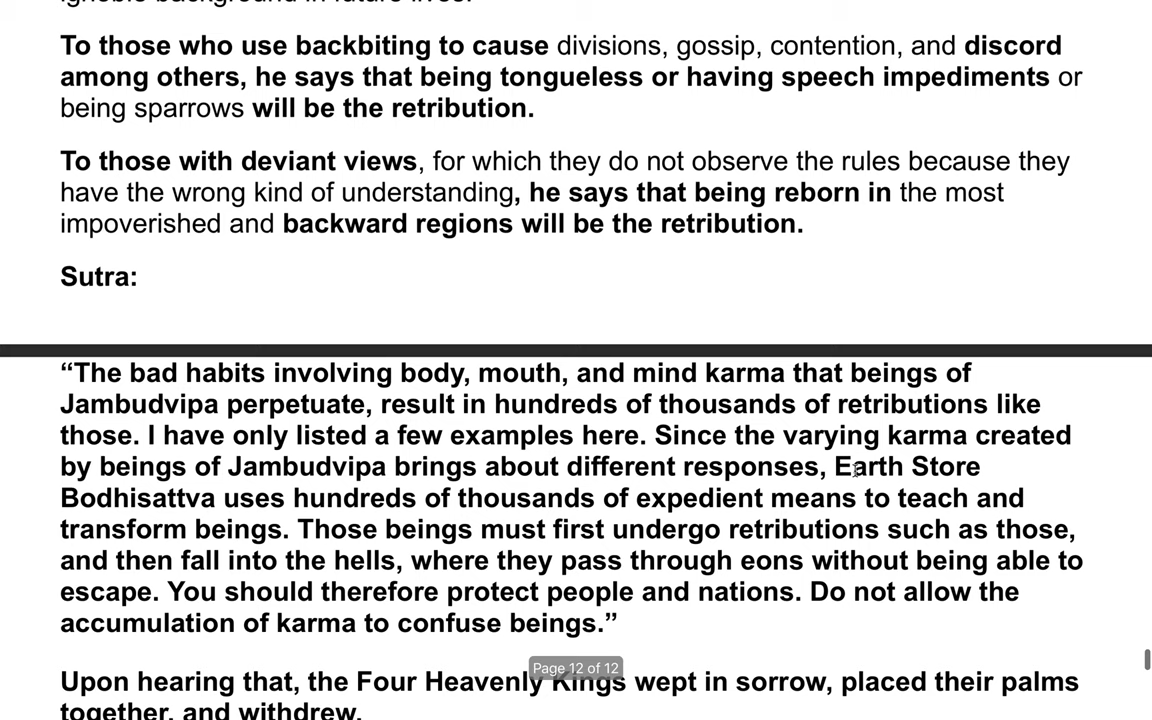 ignoble background in future lives.
To those who use backbiting to cause divisions, gossip, contention, and discord
among others, he says that being tongueless or having speech impediments or
being sparrows will be the retribution.
To those with deviant views, for which they do not observe the rules because they
have the wrong kind of understanding, he says that being reborn in the most
impoverished and backward regions will be the retribution.
Sutra:
“The bad habits involving body, mouth, and mind karma that beings of
Jambudvipa perpetuate, result in hundreds of thousands of retributions like
those. I have only listed a few examples here. Since the varying karma created
by beings of Jambudvipa brings about different responses, Earth Store
Bodhisattva uses hundreds of thousands of expedient means to teach and
transform beings. Those beings must first undergo retributions such as those,
and then fall into the hells, where they pass through eons without being able to
escape. You should therefore protect people and nations. Do not allow the
accumulation of karma to confuse beings.”
Page 12 of 12
Upon hearing that, the Four Heavenly Kings wept in sorrow, placed their palms
together, and withdrew.